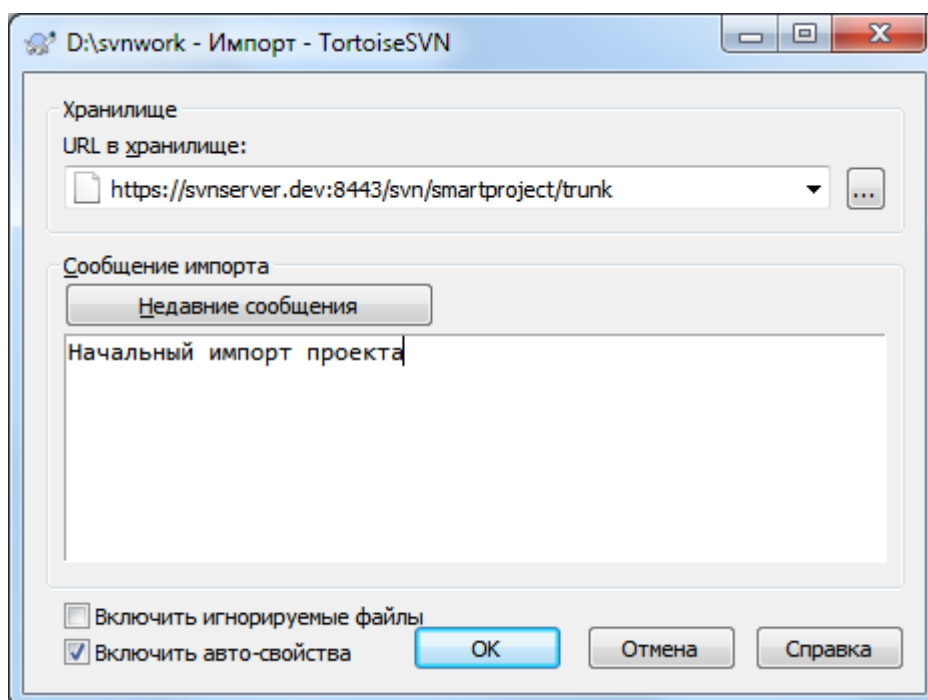 D:\svnwork - Импорт - TortoiseSVN
Хранилище
URL в хранилище:
https://svnserver.dev:8443/svn/smartproject/trunk
...
Сообщение импорта
Недавние сообщения
Начальный импорт проекта
Включить игнорируемые файлы
Включить авто-свойства
OK
Отмена
Справка